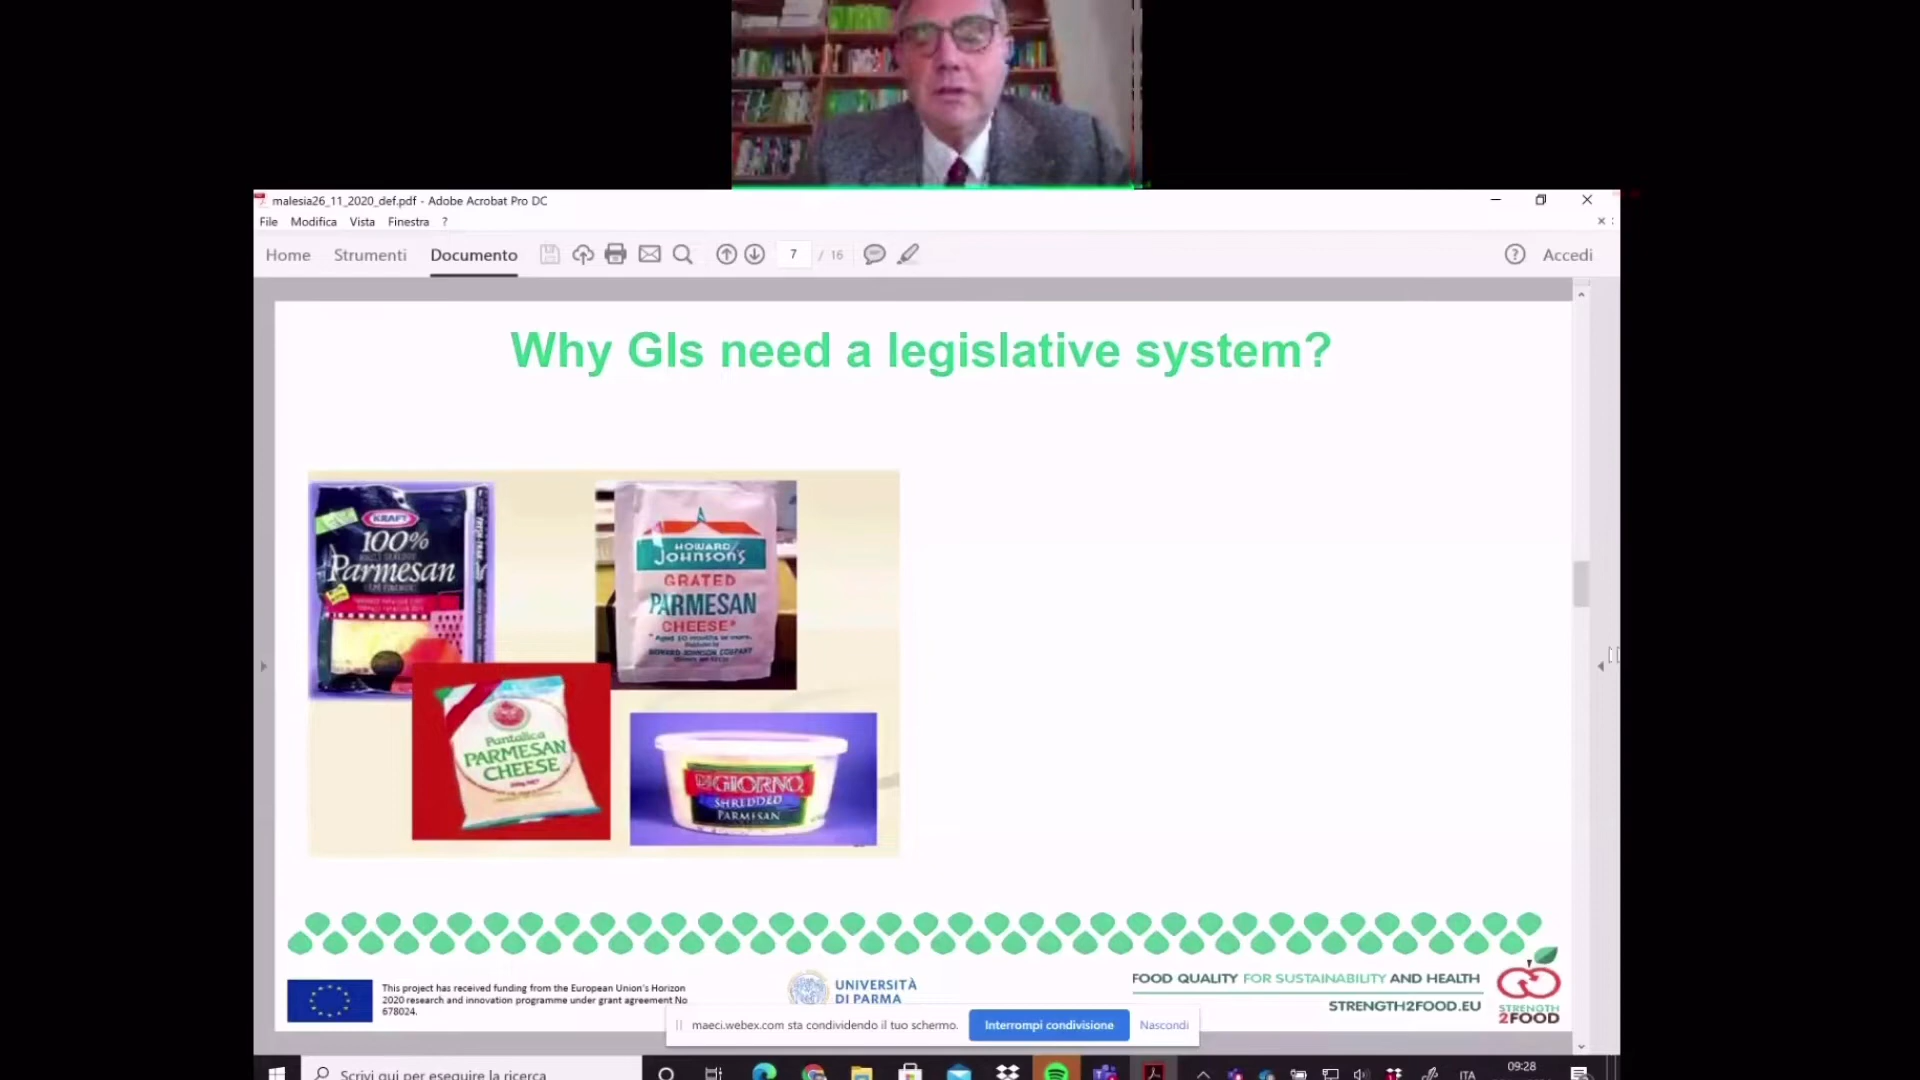 malesia26_11_2020_def.pdf - Adobe Acrobat Pro DC
File Modifica Vista Finestra ?
Home Strumenti Documento 7 / 16 Accedi
Why GIs need a legislative system?
KRAFT
100%
Parmesan
HOWARD
JOHNSON'S
GRATED
PARMESAN
CHEESE*
HOWARD JOHNSON COMPANY
Pantalica
PARMESAN
CHEESE
DIGIORNO
SHREDDED
PARMESAN
This project has received funding from the European Union's Horizon
2020 research and innovation programme under grant agreement No
678024.
UNIVERSITÀ
DI PARMA
FOOD QUALITY FOR SUSTAINABILITY AND HEALTH
STRENGTH2FOOD.EU
STRENGTH
2FOOD
maeci.webex.com sta condividendo il tuo schermo. Interrompi condivisione Nascondi
Scrivi qui per eseguire la ricerca
ITA
09:28